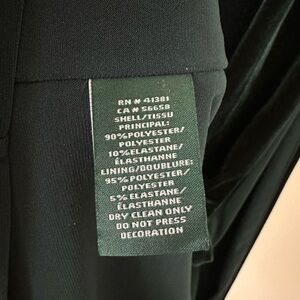 RN # 41381
CA # 56658
SHELL/TISSU
PRINCIPAL:
90% POLYESTER/
POLYESTER
10% ELASTANE/
ÉLASTHANNE
LINING/DOUBLURE:
95% POLYESTER/
POLYESTER
5% ELASTANE/
ÉLASTHANNE
DRY CLEAN ONLY
DO NOT PRESS
DECORATION